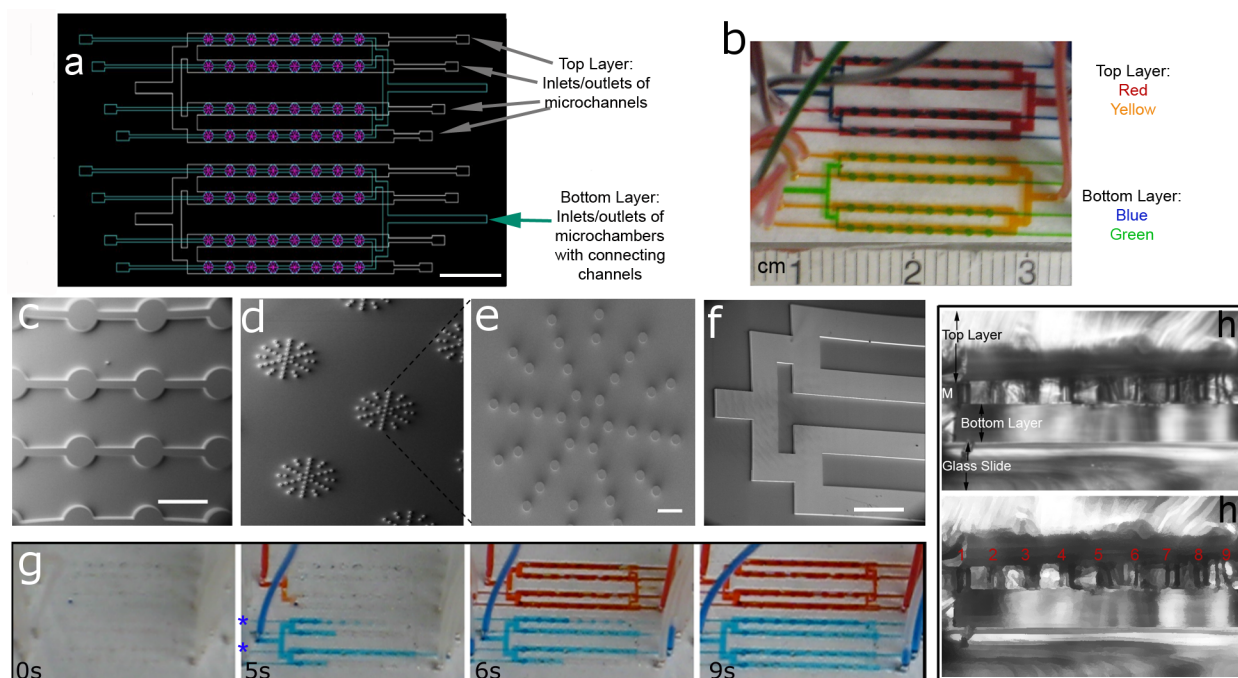 a
Top Layer:
Inlets/outlets of
microchannels
Bottom Layer:
Inlets/outlets of
microchambers
with connecting
channels
b
Top Layer:
Red
Yellow
Bottom Layer:
Blue
Green
cm 1 2 3
c
d
e
f
g
*
*
0s
5s
6s
9s
h
Top Layer
M
Bottom Layer
Glass Slide
h
1 2 3 4 5 6 7 8 9